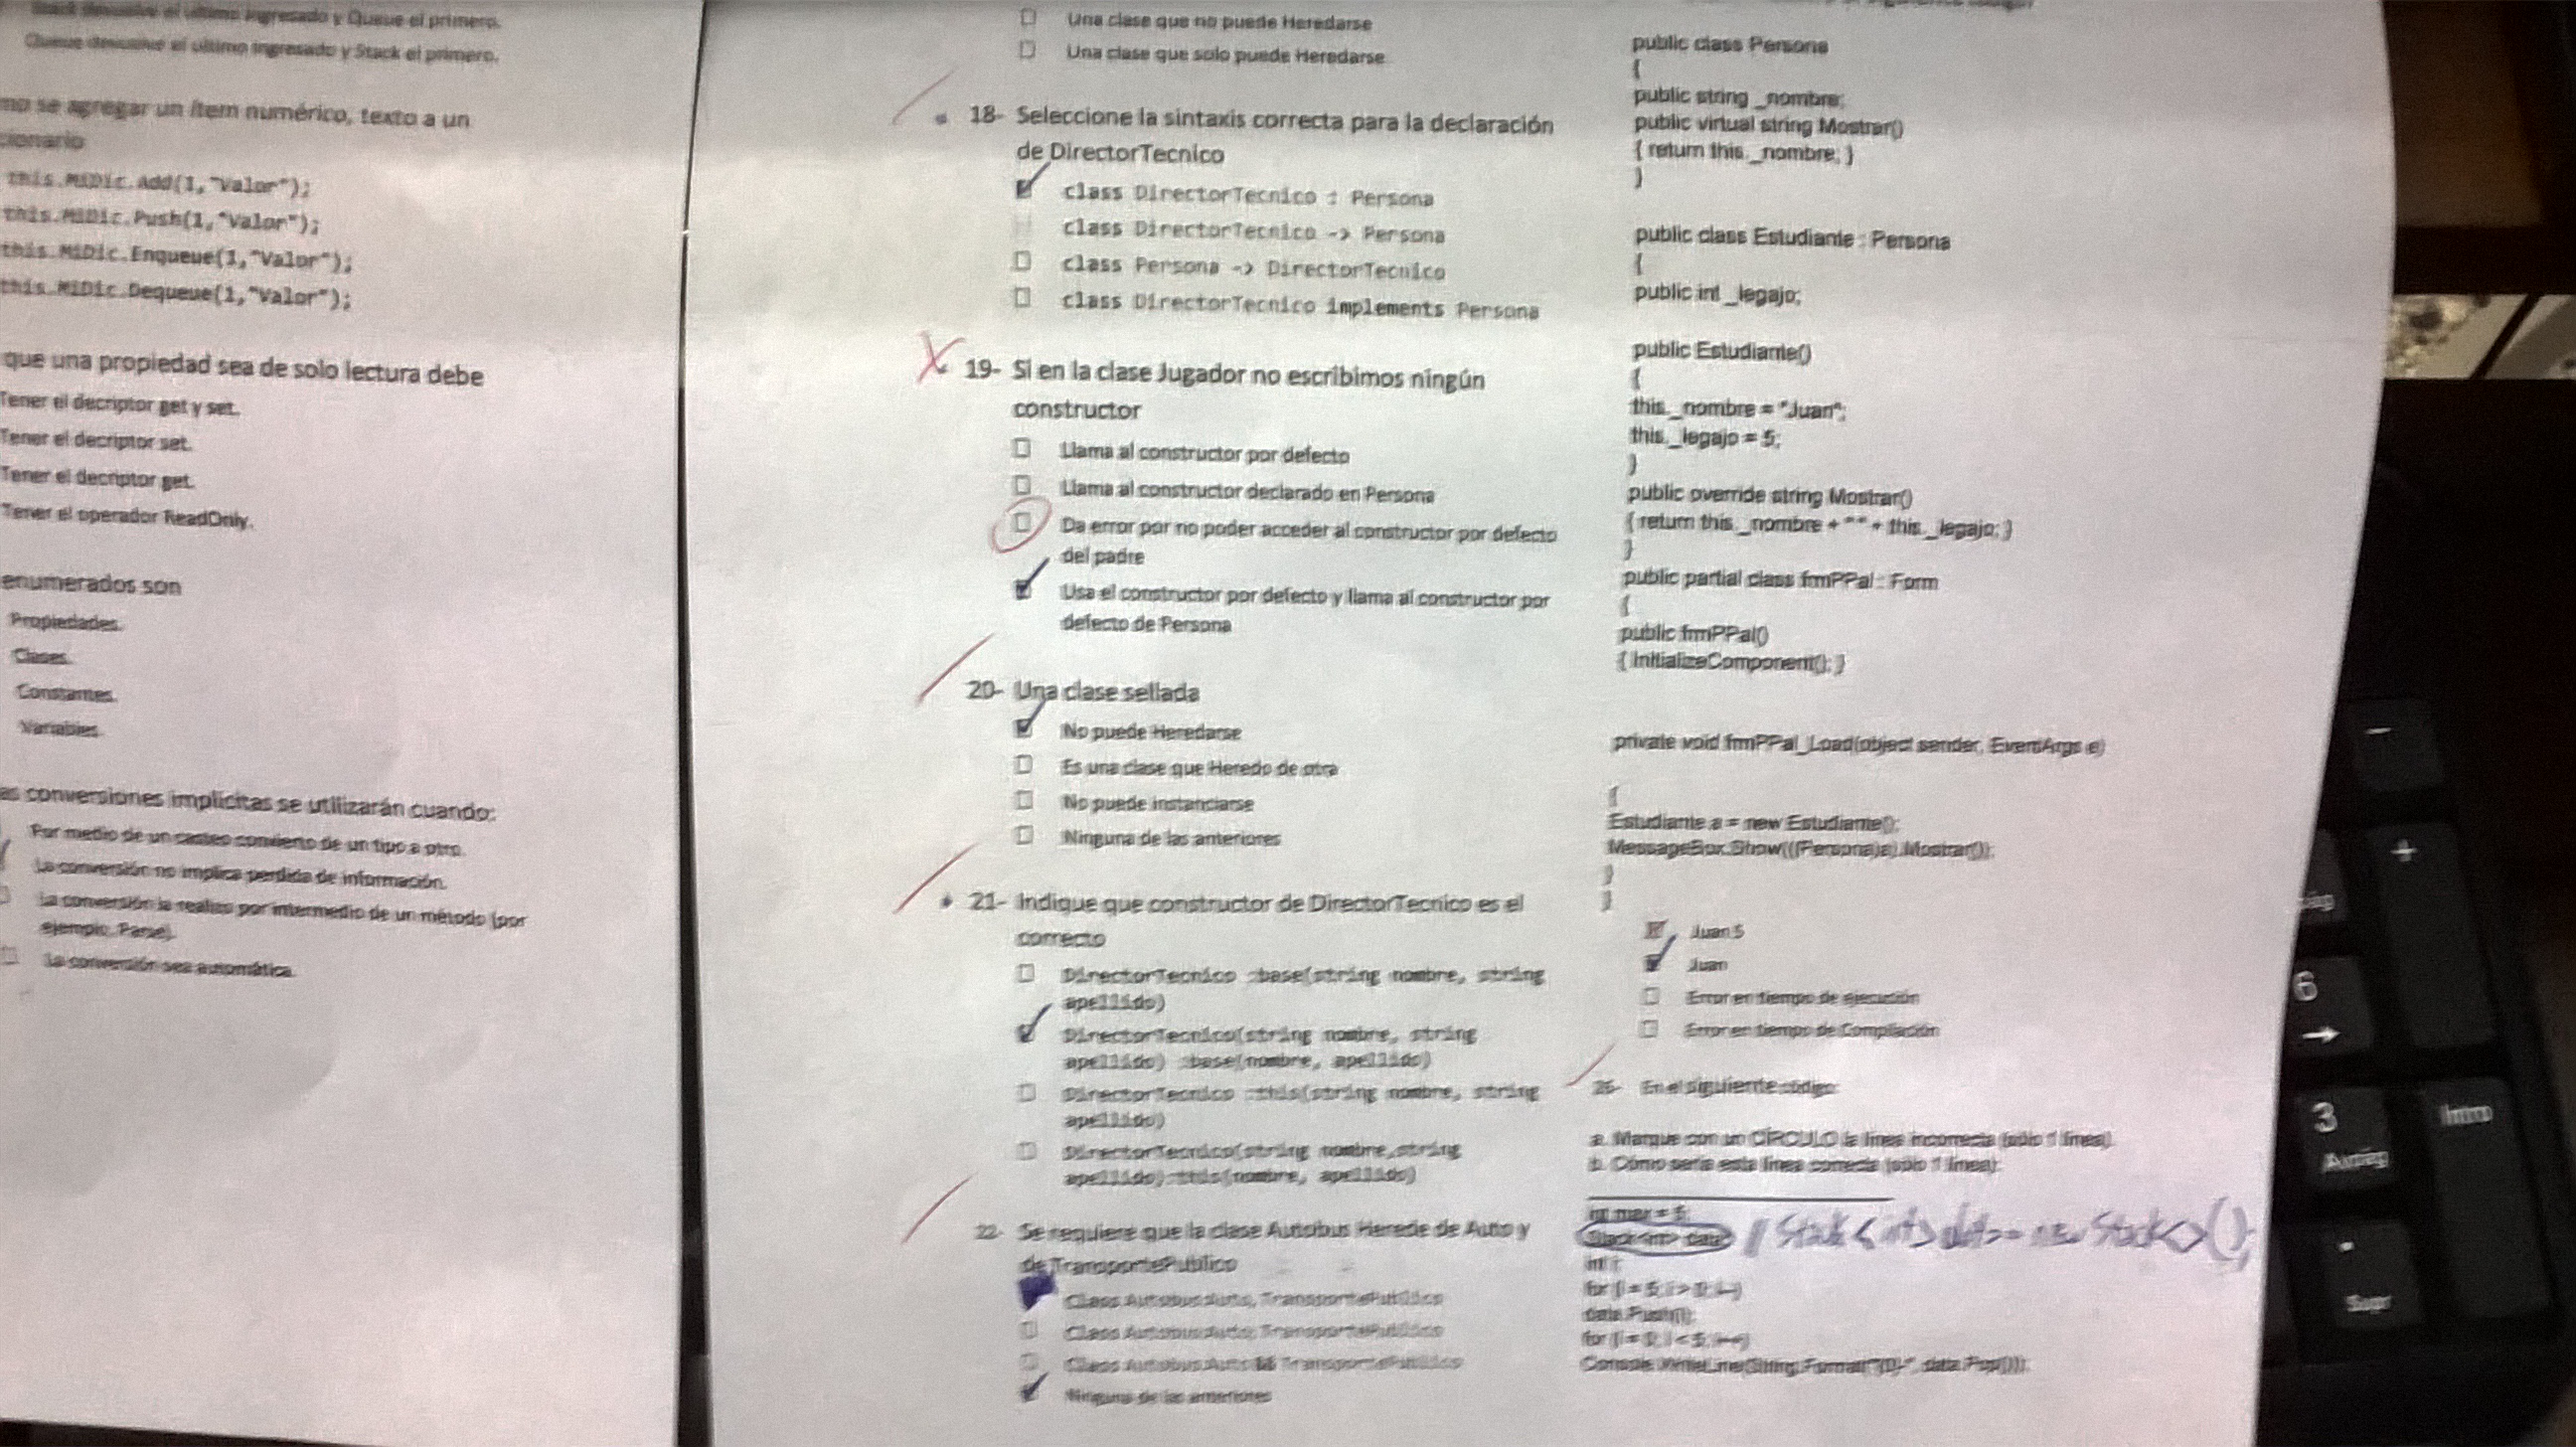 Stack devuelve el ultimo ingresado y Queue el primero.
Queue devuelve el ultimo ingresado y Stack el primero.
mo se agregar un ítem numérico, texto a un
cionario
this.MiDic.Add(1,"Valor");
this.MiDic.Push(1,"Valor");
this.MiDic.Enqueue(1,"Valor");
this.MiDic.Dequeue(1,"Valor");
que una propiedad sea de solo lectura debe
Tener el decriptor get y set.
Tener el decriptor set.
Tener el decriptor get.
Tener el operador ReadOnly.
enumerados son
Propiedades.
Clases.
Constantes.
Variables.
as conversiones implícitas se utilizarán cuando:
Por medio de un casteo convierto de un tipo a otro.
La conversión no implica perdida de información.
La conversión la realizo por intermedio de un método (por
ejemplo. Parse).
La conversión sea automática.
Una clase que no puede Heredarse
Una clase que solo puede Heredarse
18- Seleccione la sintaxis correcta para la declaración
de DirectorTecnico
class DirectorTecnico : Persona
class DirectorTecnico -> Persona
class Persona -> DirectorTecnico
class DirectorTecnico implements Persona
19- Si en la clase Jugador no escribimos ningún
constructor
Llama al constructor por defecto
Llama al constructor declarado en Persona
Da error por no poder acceder al constructor por defecto
del padre
Usa el constructor por defecto y llama al constructor por
defecto de Persona
20- Una clase sellada
No puede Heredarse
Es una clase que Heredo de otra
No puede instanciarse
Ninguna de las anteriores
21- Indique que constructor de DirectorTecnico es el
correcto
DirectorTecnico :base(string nombre, string
apellido)
DirectorTecnico(string nombre, string
apellido) :base(nombre, apellido)
DirectorTecnico :this(string nombre, string
apellido)
DirectorTecnico(string nombre,string
apellido):this(nombre, apellido)
22- Se requiere que la clase Autobus Herede de Auto y
de TransportePublico
Class Autobus:Auto, TransportePublico
Class Autobus:Auto; TransportePublico
Class Autobus:Auto && TransportePublico
Ninguna de las anteriores
public class Persona
{
public string _nombre;
public virtual string Mostrar()
{ return this._nombre; }
}
public class Estudiante : Persona
{
public int _legajo;
public Estudiante()
{
this._nombre = "Juan";
this._legajo = 5;
}
public override string Mostrar()
{ return this._nombre + " " + this._legajo; }
}
public partial class frmPPal : Form
{
public frmPPal()
{ InitializeComponent(); }
private void frmPPal_Load(object sender, EventArgs e)
{
Estudiante a = new Estudiante();
MessageBox.Show(((Persona)a).Mostrar());
}
}
Juan 5
Juan
Error en tiempo de ejecución
Error en tiempo de Compilación
26- En el siguiente código:
a. Marque con un CÍRCULO la línea incorrecta (sólo 1 línea).
b. Cómo sería esta línea correcta (sólo 1 línea):
int max = 5;
Stack<int> data; // Stack<int> data = new Stack<>();
int i;
for (i = 5; i > 0; i--)
data.Push(i);
for (i = 0; i < 5; i++)
Console.WriteLine(String.Format("{0}-", data.Pop()));
-
+
6
→
3
Intro
Supr